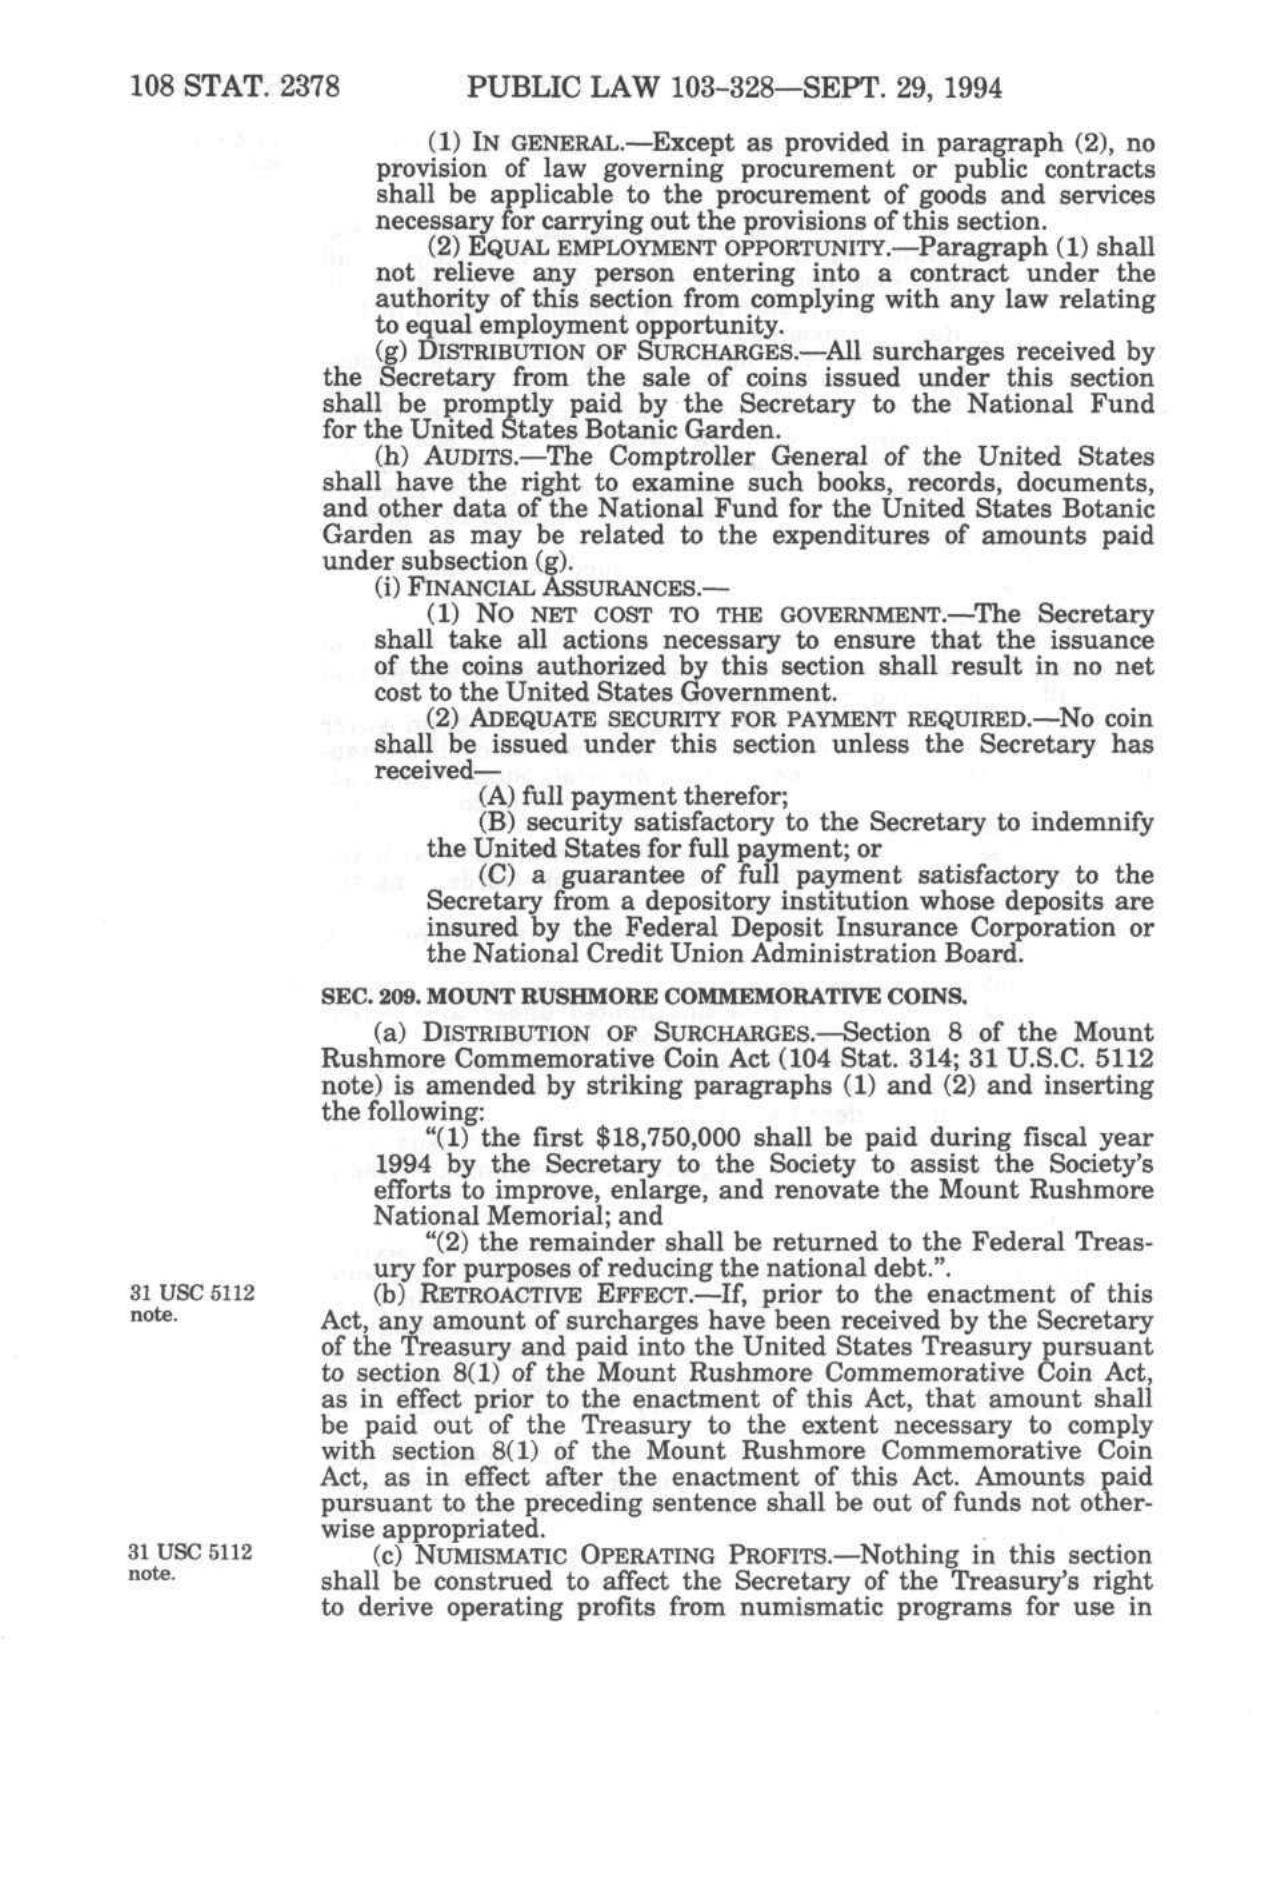 108 STAT. 2378 PUBLIC LAW 103–328—SEPT. 29, 1994
(1) IN GENERAL.—Except as provided in paragraph (2), no
provision of law governing procurement or public contracts
shall be applicable to the procurement of goods and services
necessary for carrying out the provisions of this section.
(2) EQUAL EMPLOYMENT OPPORTUNITY.—Paragraph (1) shall
not relieve any person entering into a contract under the
authority of this section from complying with any law relating
to equal employment opportunity.
(g) DISTRIBUTION OF SURCHARGES.—All surcharges received by
the Secretary from the sale of coins issued under this section
shall be promptly paid by the Secretary to the National Fund
for the United States Botanic Garden.
(h) AUDITS.—The Comptroller General of the United States
shall have the right to examine such books, records, documents,
and other data of the National Fund for the United States Botanic
Garden as may be related to the expenditures of amounts paid
under subsection (g).
(i) FINANCIAL ASSURANCES.—
(1) NO NET COST TO THE GOVERNMENT.—The Secretary
shall take all actions necessary to ensure that the issuance
of the coins authorized by this section shall result in no net
cost to the United States Government.
(2) ADEQUATE SECURITY FOR PAYMENT REQUIRED.—No coin
shall be issued under this section unless the Secretary has
received—
(A) full payment therefor;
(B) security satisfactory to the Secretary to indemnify
the United States for full payment; or
(C) a guarantee of full payment satisfactory to the
Secretary from a depository institution whose deposits are
insured by the Federal Deposit Insurance Corporation or
the National Credit Union Administration Board.
SEC. 209. MOUNT RUSHMORE COMMEMORATIVE COINS.
(a) DISTRIBUTION OF SURCHARGES.—Section 8 of the Mount
Rushmore Commemorative Coin Act (104 Stat. 314; 31 U.S.C. 5112
note) is amended by striking paragraphs (1) and (2) and inserting
the following:
“(1) the first $18,750,000 shall be paid during fiscal year
1994 by the Secretary to the Society to assist the Society's
efforts to improve, enlarge, and renovate the Mount Rushmore
National Memorial; and
“(2) the remainder shall be returned to the Federal Treas-
ury for purposes of reducing the national debt.”.
31 USC 5112
note.
(b) RETROACTIVE EFFECT.—If, prior to the enactment of this
Act, any amount of surcharges have been received by the Secretary
of the Treasury and paid into the United States Treasury pursuant
to section 8(1) of the Mount Rushmore Commemorative Coin Act,
as in effect prior to the enactment of this Act, that amount shall
be paid out of the Treasury to the extent necessary to comply
with section 8(1) of the Mount Rushmore Commemorative Coin
Act, as in effect after the enactment of this Act. Amounts paid
pursuant to the preceding sentence shall be out of funds not other-
wise appropriated.
31 USC 5112
note.
(c) NUMISMATIC OPERATING PROFITS.—Nothing in this section
shall be construed to affect the Secretary of the Treasury's right
to derive operating profits from numismatic programs for use in